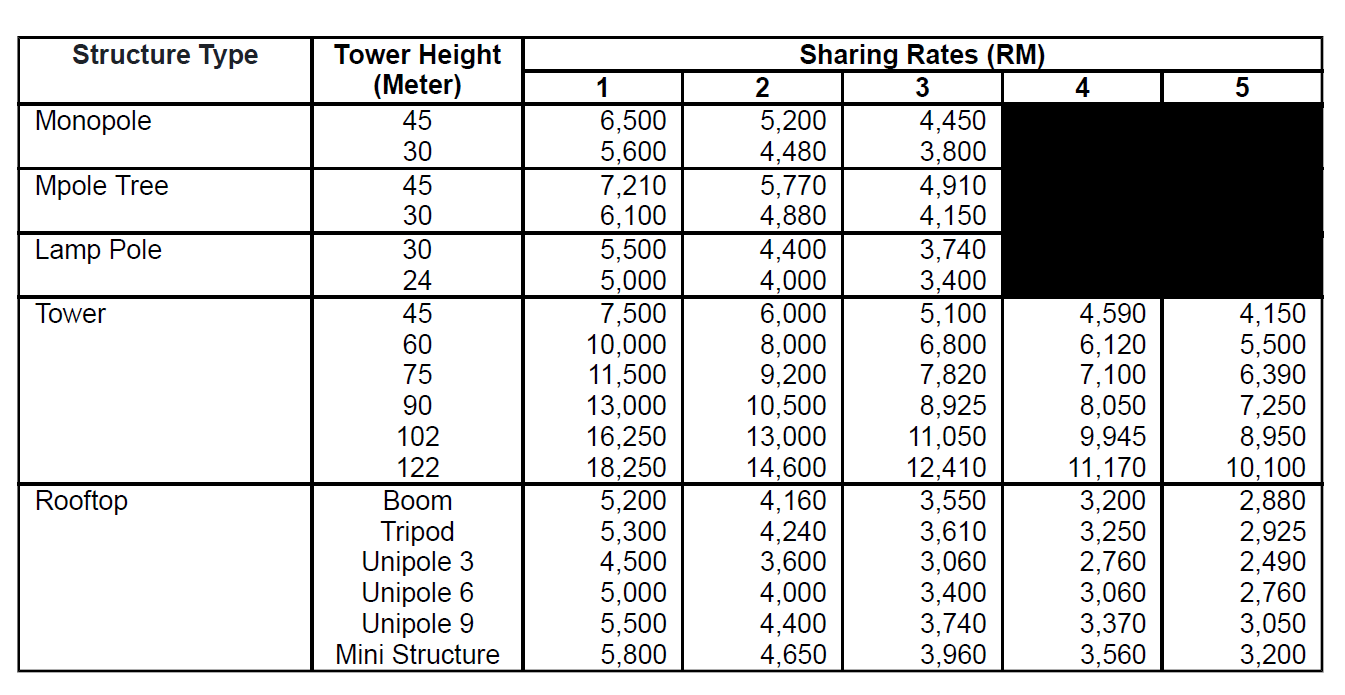 Structure Type Tower Height (Meter) Sharing Rates (RM)
1 2 3 4 5
Monopole 45 6,500 5,200 4,450
30 5,600 4,480 3,800
Mpole Tree 45 7,210 5,770 4,910
30 6,100 4,880 4,150
Lamp Pole 30 5,500 4,400 3,740
24 5,000 4,000 3,400
Tower 45 7,500 6,000 5,100 4,590 4,150
60 10,000 8,000 6,800 6,120 5,500
75 11,500 9,200 7,820 7,100 6,390
90 13,000 10,500 8,925 8,050 7,250
102 16,250 13,000 11,050 9,945 8,950
122 18,250 14,600 12,410 11,170 10,100
Rooftop Boom 5,200 4,160 3,550 3,200 2,880
Tripod 5,300 4,240 3,610 3,250 2,925
Unipole 3 4,500 3,600 3,060 2,760 2,490
Unipole 6 5,000 4,000 3,400 3,060 2,760
Unipole 9 5,500 4,400 3,740 3,370 3,050
Mini Structure 5,800 4,650 3,960 3,560 3,200